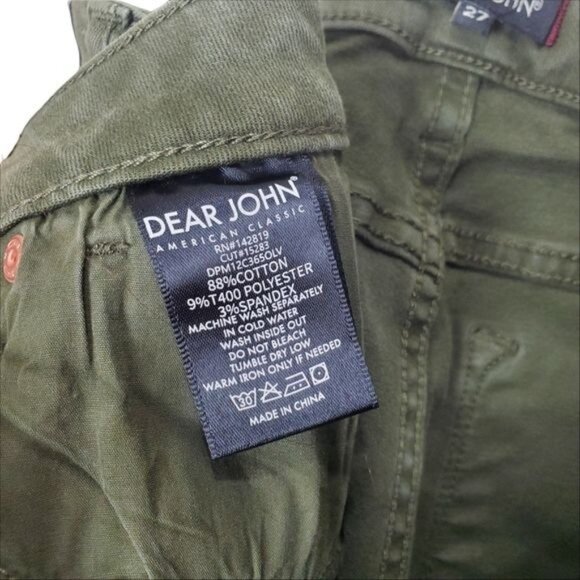 JOHN®
27
DEAR JOHN®
AMERICAN CLASSIC
RN#142819
CUT#15283
DPM12C365OLV
88%COTTON
9%T400 POLYESTER
3%SPANDEX
MACHINE WASH SEPARATELY
IN COLD WATER
WASH INSIDE OUT
DO NOT BLEACH
TUMBLE DRY LOW
WARM IRON ONLY IF NEEDED
30
MADE IN CHINA